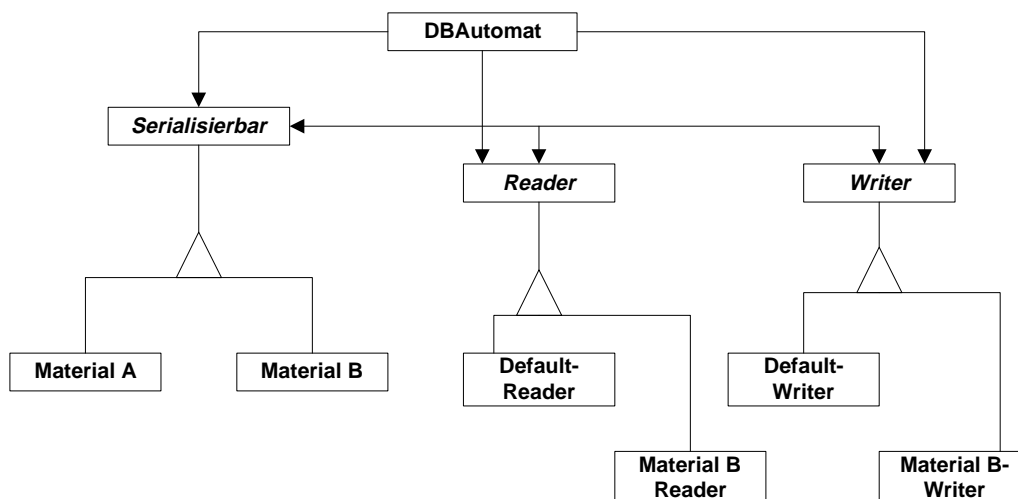 DBAutomat
Serialisierbar
Reader
Writer
Material A
Material B
Default-
Reader
Default-
Writer
Material B
Reader
Material B-
Writer